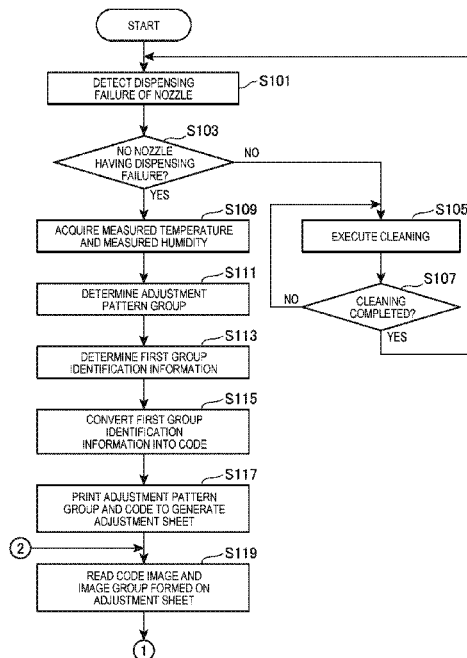 START
S101
DETECT DISPENSING
FAILURE OF NOZZLE
S103
NO NOZZLE
HAVING DISPENSING
FAILURE?
NO
YES
S109
ACQUIRE MEASURED TEMPERATURE
AND MEASURED HUMIDITY
S105
EXECUTE CLEANING
S107
CLEANING
COMPLETED?
NO
YES
S111
DETERMINE ADJUSTMENT
PATTERN GROUP
S113
DETERMINE FIRST GROUP
IDENTIFICATION INFORMATION
S115
CONVERT FIRST GROUP
IDENTIFICATION
INFORMATION INTO CODE
S117
PRINT ADJUSTMENT PATTERN
GROUP AND CODE TO GENERATE
ADJUSTMENT SHEET
2
S119
READ CODE IMAGE AND
IMAGE GROUP FORMED ON
ADJUSTMENT SHEET
1